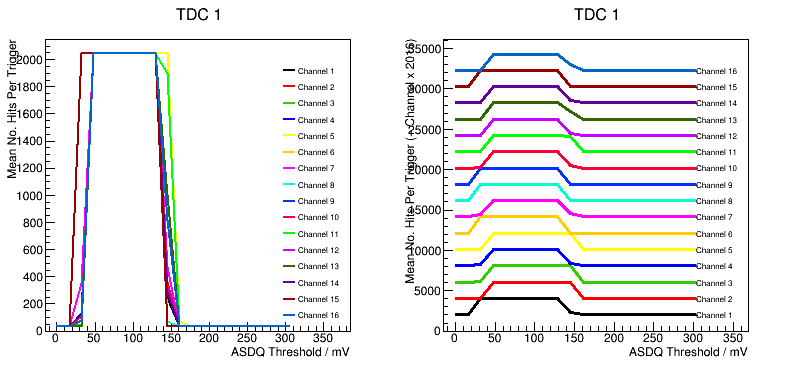 TDC 1
Mean No. Hits Per Trigger
2000
1800
1600
1400
1200
1000
800
600
400
200
0
Channel 1
Channel 2
Channel 3
Channel 4
Channel 5
Channel 6
Channel 7
Channel 8
Channel 9
Channel 10
Channel 11
Channel 12
Channel 13
Channel 14
Channel 15
Channel 16
0 50 100 150 200 250 300 350
ASDQ Threshold / mV
TDC 1
Mean No. Hits Per Trigger (+ Channel x 2016)
35000
30000
25000
20000
15000
10000
5000
0
Channel 16
Channel 15
Channel 14
Channel 13
Channel 12
Channel 11
Channel 10
Channel 9
Channel 8
Channel 7
Channel 6
Channel 5
Channel 4
Channel 3
Channel 2
Channel 1
0 50 100 150 200 250 300 350
ASDQ Threshold / mV